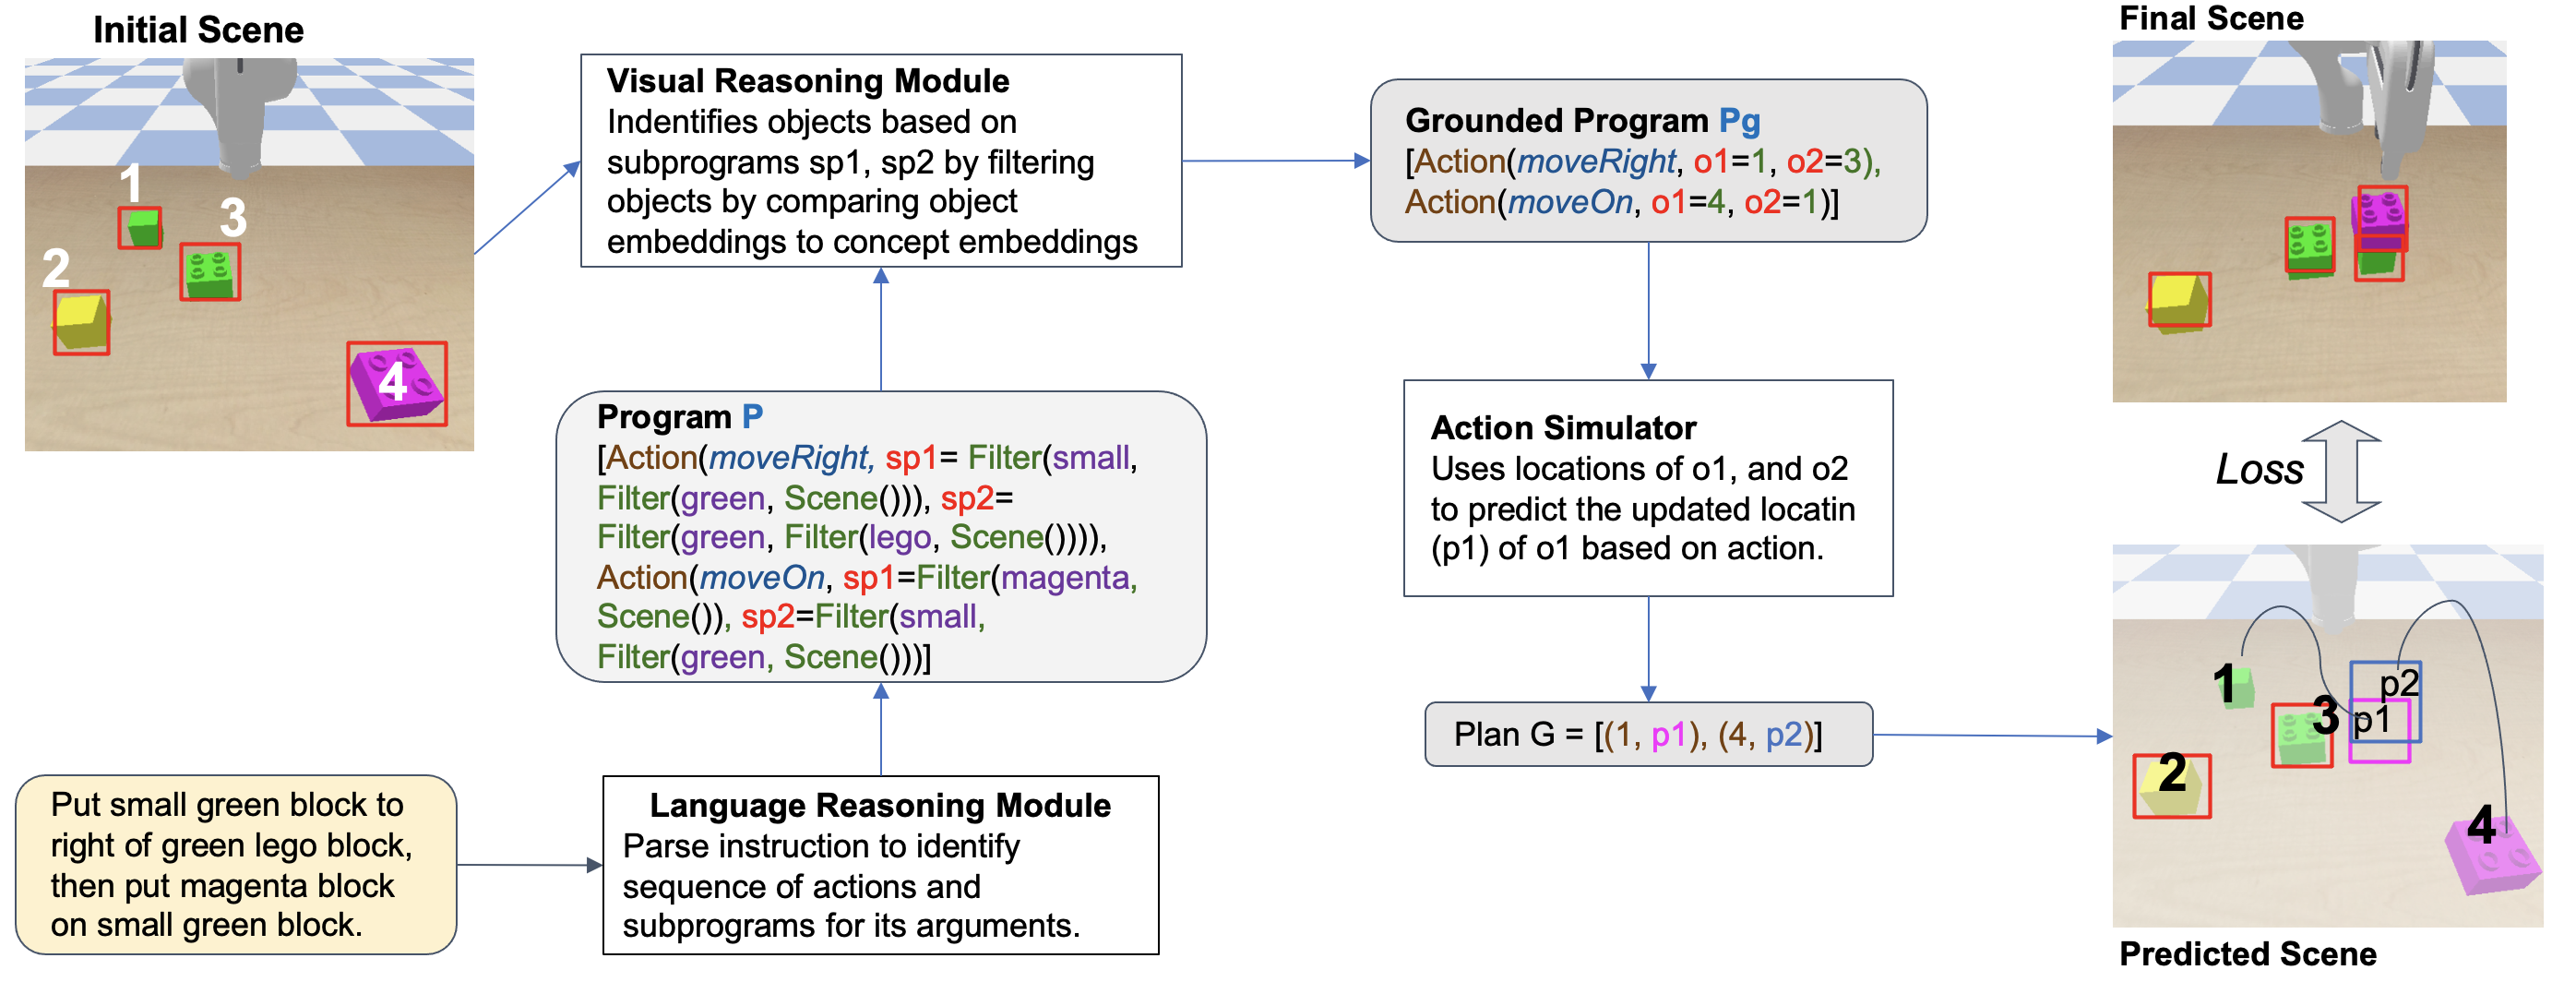 Initial Scene
1
3
2
4
Visual Reasoning Module
Indentifies objects based on
subprograms sp1, sp2 by filtering
objects by comparing object
embeddings to concept embeddings
Program P
[Action(moveRight, sp1= Filter(small,
Filter(green, Scene())), sp2=
Filter(green, Filter(lego, Scene()))),
Action(moveOn, sp1=Filter(magenta,
Scene()), sp2=Filter(small,
Filter(green, Scene()))]
Put small green block to
right of green lego block,
then put magenta block
on small green block.
Language Reasoning Module
Parse instruction to identify
sequence of actions and
subprograms for its arguments.
Grounded Program Pg
[Action(moveRight, o1=1, o2=3),
Action(moveOn, o1=4, o2=1)]
Action Simulator
Uses locations of o1, and o2
to predict the updated locatin
(p1) of o1 based on action.
Plan G = [(1, p1), (4, p2)]
Final Scene
Loss
1
p2
3
p1
2
4
Predicted Scene